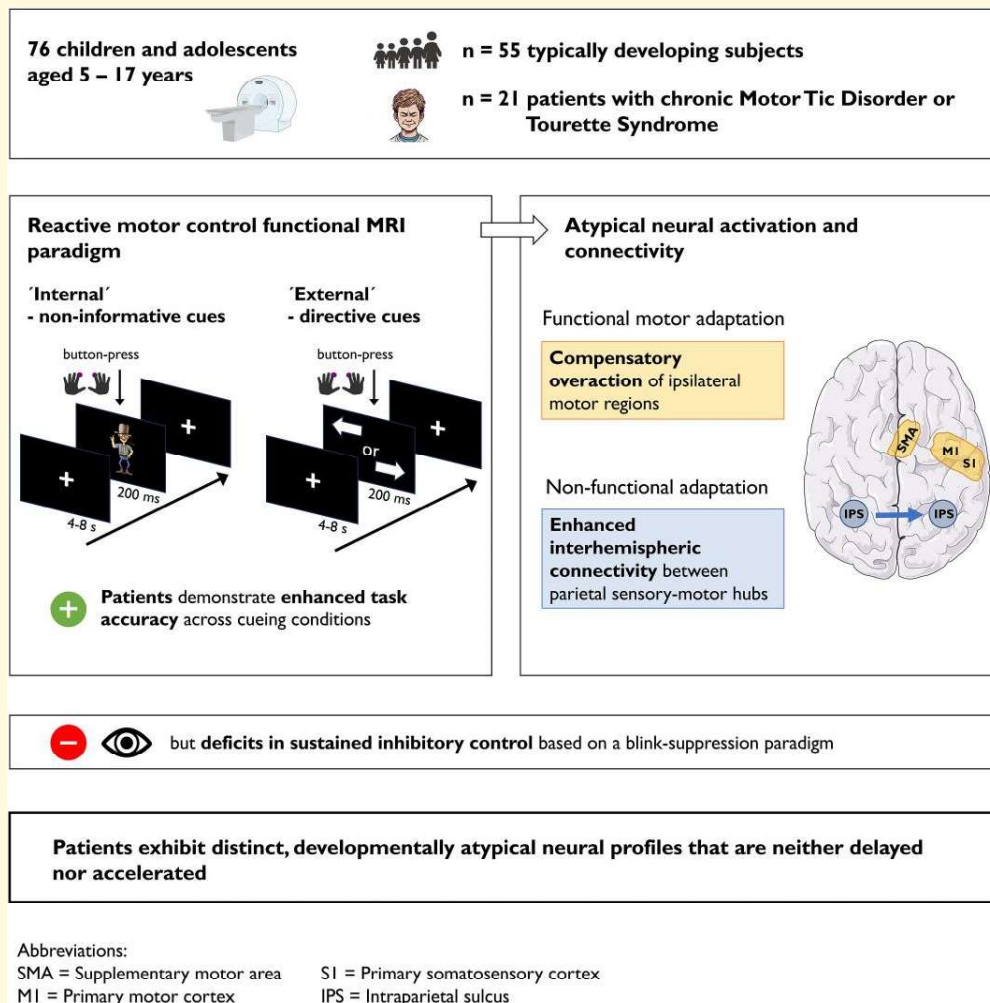 76 children and adolescents
aged 5 – 17 years
n = 55 typically developing subjects
n = 21 patients with chronic Motor Tic Disorder or
Tourette Syndrome
Reactive motor control functional MRI
paradigm
´Internal´
- non-informative cues
button-press
+
+
200 ms
4-8 s
´External´
- directive cues
button-press
+
or
+
200 ms
4-8 s
+
Patients demonstrate enhanced task
accuracy across cueing conditions
Atypical neural activation and
connectivity
Functional motor adaptation
Compensatory
overaction of ipsilateral
motor regions
Non-functional adaptation
Enhanced
interhemispheric
connectivity between
parietal sensory-motor hubs
SMA
M1
S1
IPS
IPS
– but deficits in sustained inhibitory control based on a blink-suppression paradigm
Patients exhibit distinct, developmentally atypical neural profiles that are neither delayed
nor accelerated
Abbreviations:
SMA = Supplementary motor area
S1 = Primary somatosensory cortex
M1 = Primary motor cortex
IPS = Intraparietal sulcus